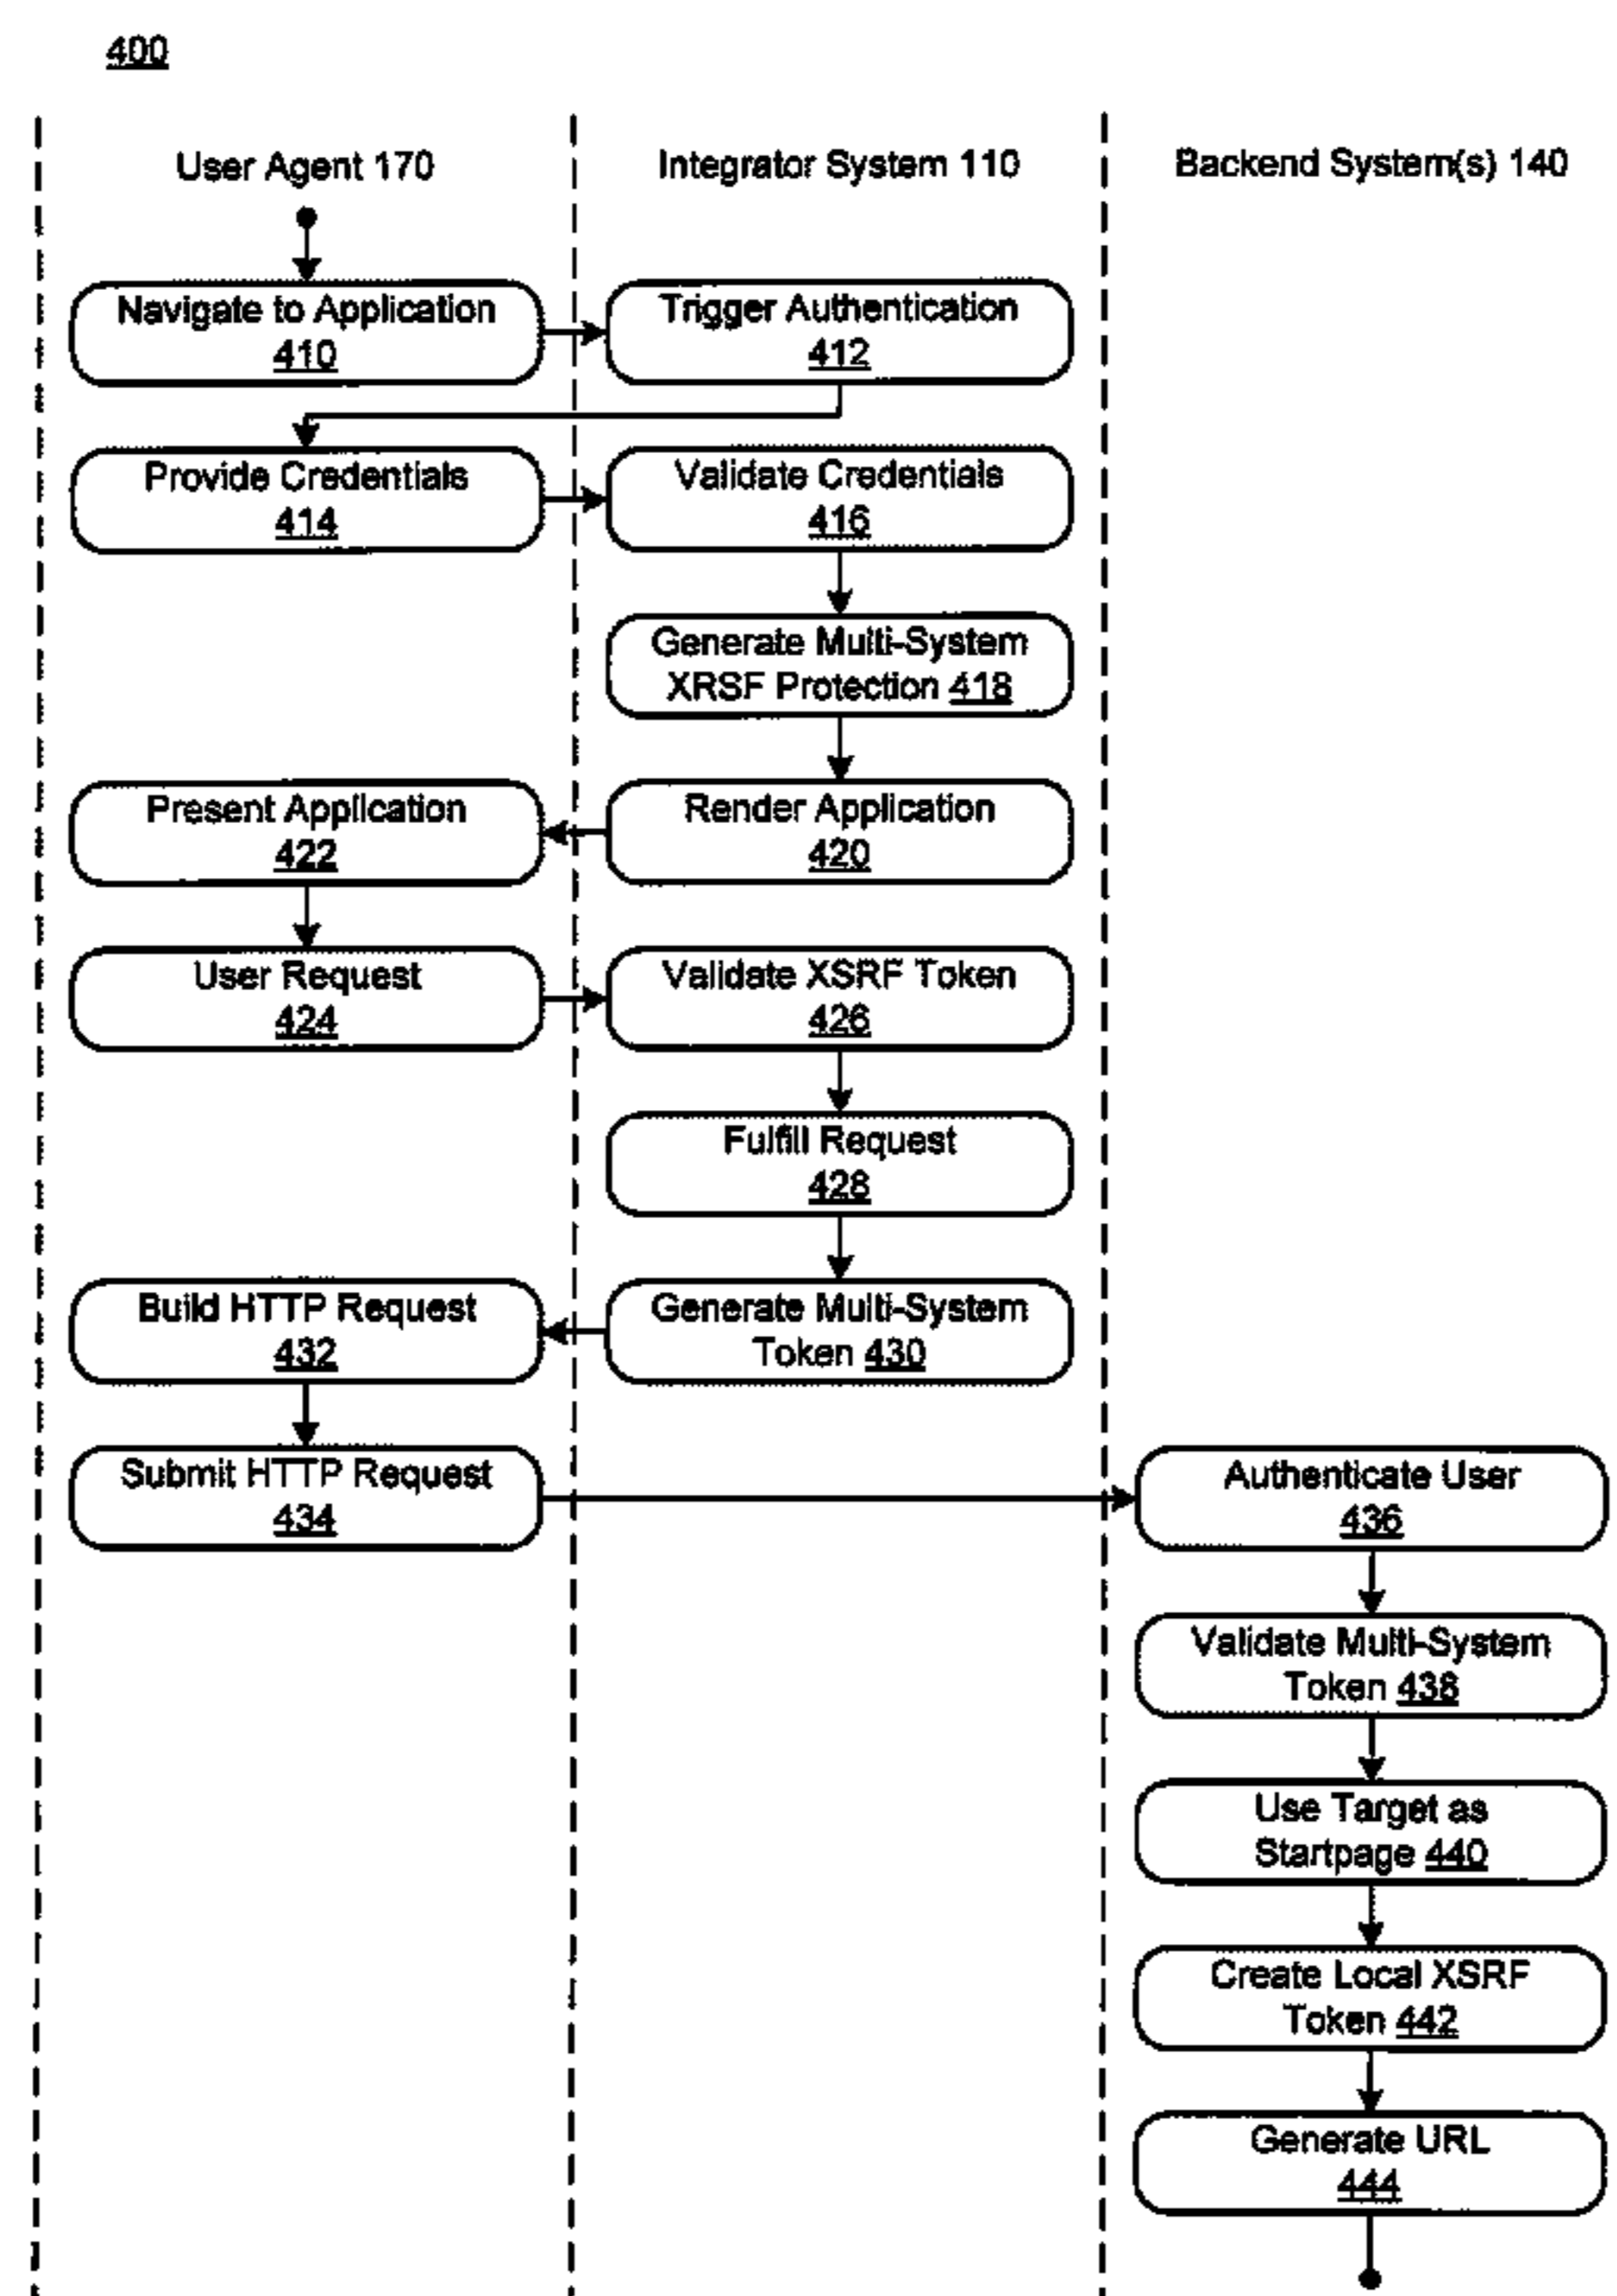 400
User Agent 170
Integrator System 110
Backend System(s) 140
Navigate to Application
410
Trigger Authentication
412
Provide Credentials
414
Validate Credentials
416
Generate Multi-System
XRSF Protection 418
Present Application
422
Render Application
420
User Request
424
Validate XSRF Token
426
Fulfill Request
428
Build HTTP Request
432
Generate Multi-System
Token 430
Submit HTTP Request
434
Authenticate User
436
Validate Multi-System
Token 438
Use Target as
Startpage 440
Create Local XSRF
Token 442
Generate URL
444